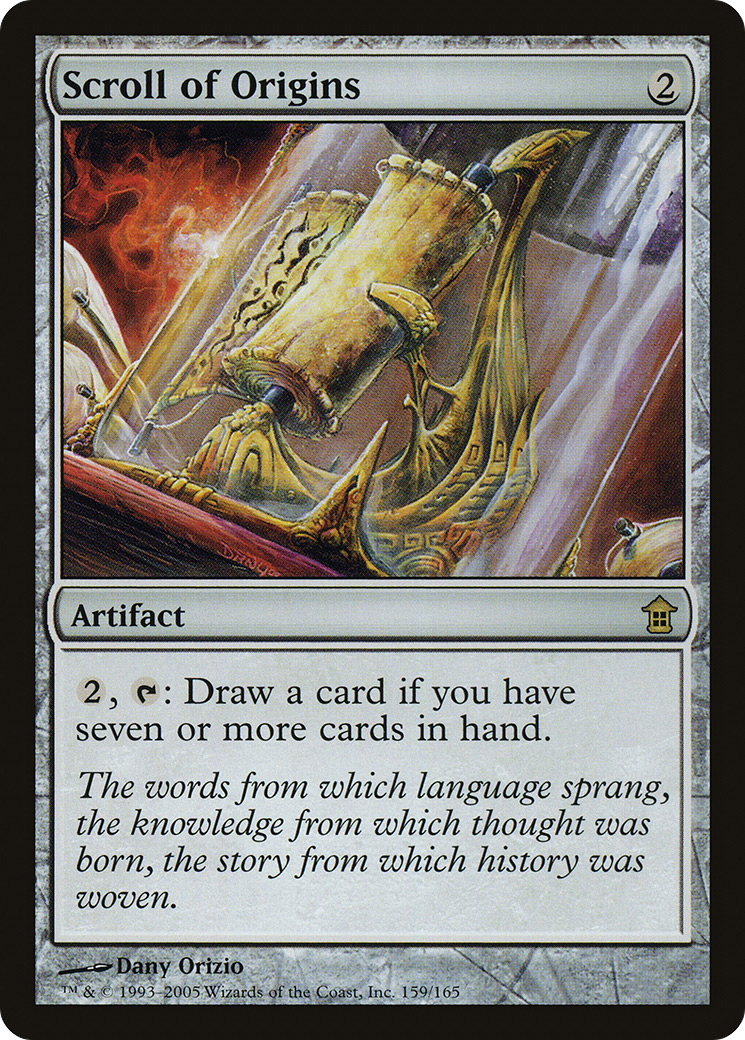 Scroll of Origins 2
Artifact
2, : Draw a card if you have
seven or more cards in hand.
The words from which language sprang,
the knowledge from which thought was
born, the story from which history was
woven.
Dany Orizio
™ & © 1993–2005 Wizards of the Coast, Inc. 159/165